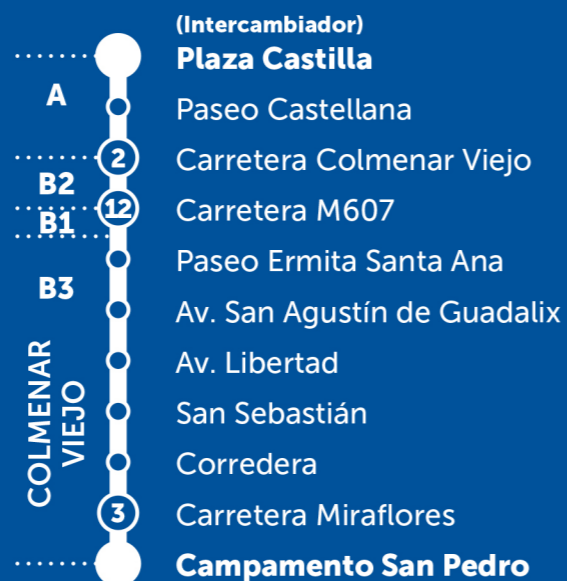 (Intercambiador)
Plaza Castilla
A
Paseo Castellana
2 Carretera Colmenar Viejo
B2
12 Carretera M607
B1
Paseo Ermita Santa Ana
B3
Av. San Agustín de Guadalix
Av. Libertad
San Sebastián
Corredera
COLMENAR
VIEJO
3 Carretera Miraflores
Campamento San Pedro